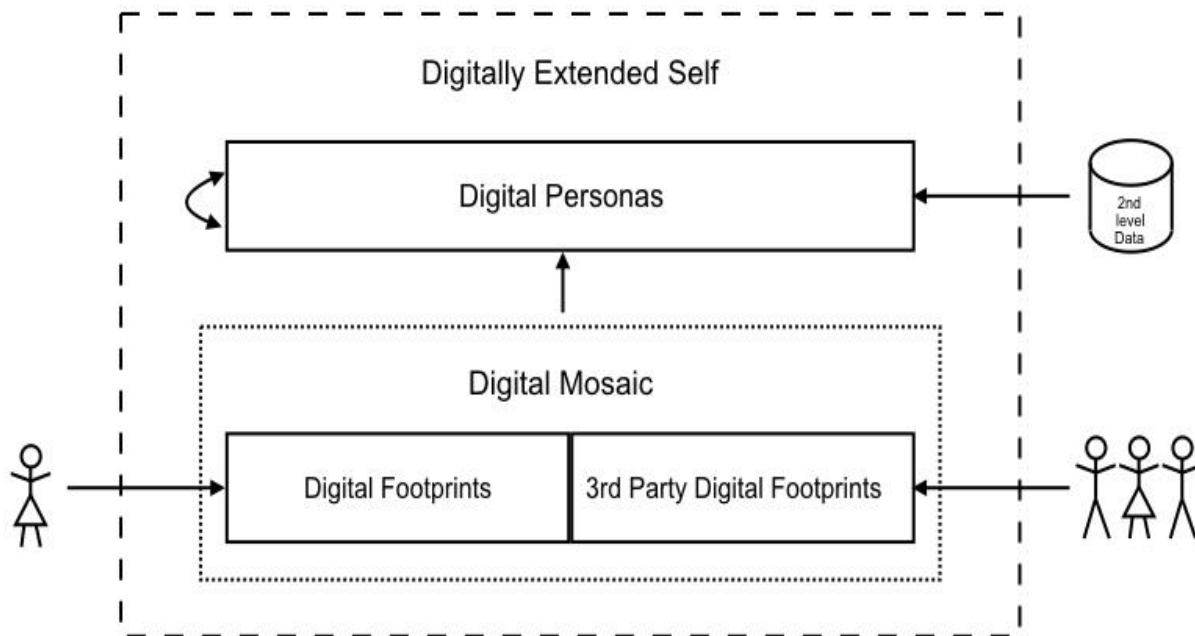 Digitally Extended Self
Digital Personas
2nd
level
Data
Digital Mosaic
Digital Footprints
3rd Party Digital Footprints